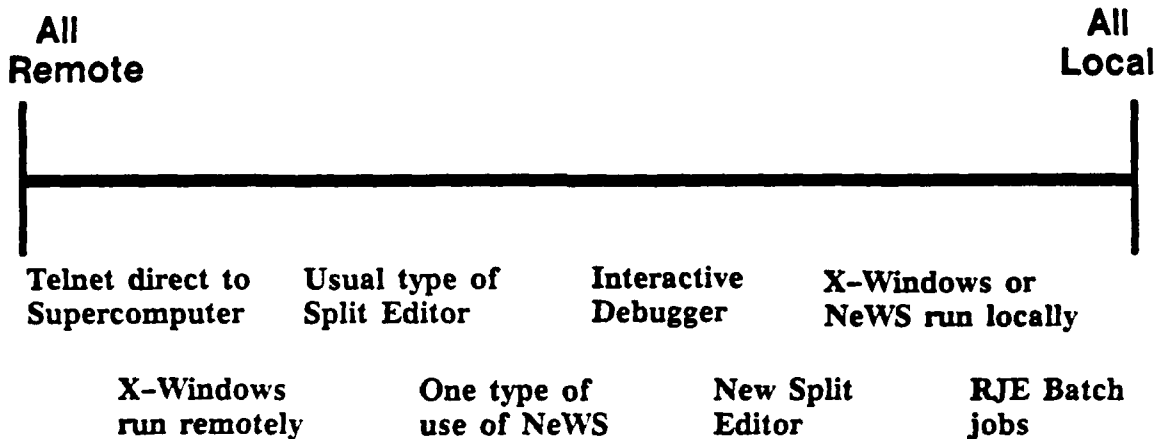 All
Remote
All
Local
Telnet direct to
Supercomputer
Usual type of
Split Editor
Interactive
Debugger
X-Windows or
NeWS run locally
X-Windows
run remotely
One type of
use of NeWS
New Split
Editor
RJE Batch
jobs